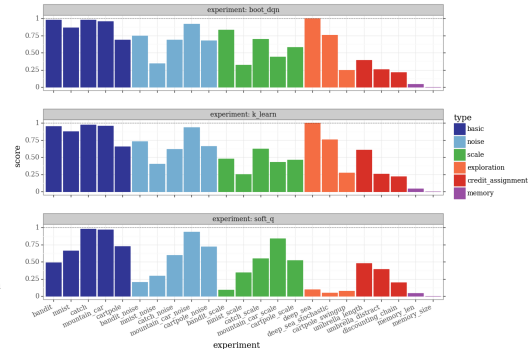 experiment: boot_dqn
1
0.75
0.50
0.25
0
experiment: k_learn
1
0.75
0.50
0.25
0
score
experiment: soft_q
1
0.75
0.50
0.25
0
bandit
mnist
catch
mountain_car
cartpole
bandit_noise
mnist_noise
catch_noise
mountain_car_noise
cartpole_noise
bandit_scale
mnist_scale
catch_scale
mountain_car_scale
cartpole_scale
deep_sea
deep_sea_stochastic
cartpole_swingup
umbrella_length
umbrella_distract
discounting_chain
memory_len
memory_size
experiment
type
basic
noise
scale
exploration
credit_assignment
memory